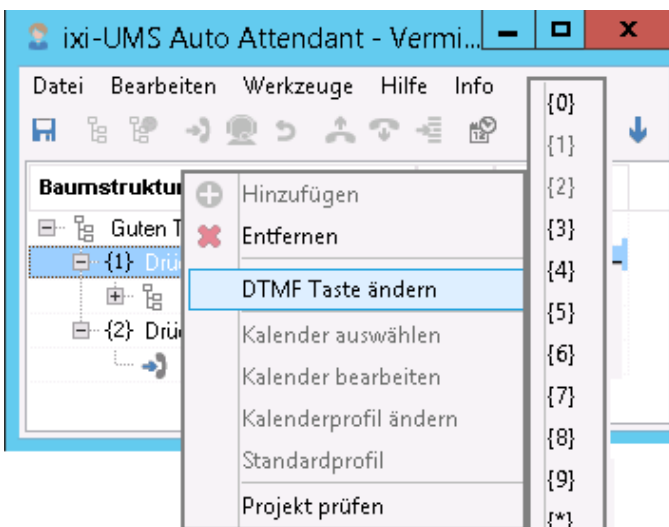 ixi-UMS Auto Attendant - Vermi...
Datei Bearbeiten Werkzeuge Hilfe Info
Baumstruktur
Guten T
{1} Drü
{2} Drü
Hinzufügen
Entfernen
DTMF Taste ändern
Kalender auswählen
Kalender bearbeiten
Kalenderprofil ändern
Standardprofil
Projekt prüfen
{0}
{1}
{2}
{3}
{4}
{5}
{6}
{7}
{8}
{9}
{*}